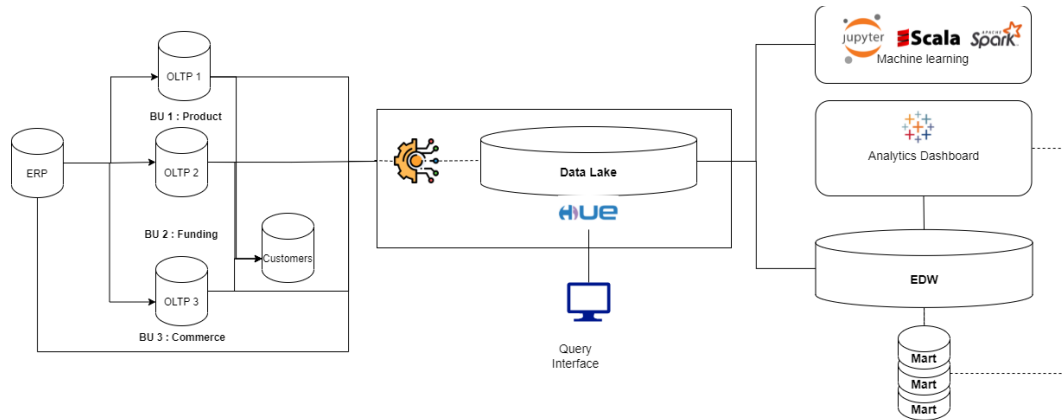 OLTP 1
BU 1 : Product
ERP
OLTP 2
BU 2 : Funding
Customers
OLTP 3
BU 3 : Commerce
Data Lake
HUE
Query
Interface
jupyter
Scala
APACHE
Spark
Machine learning
Analytics Dashboard
EDW
Mart
Mart
Mart